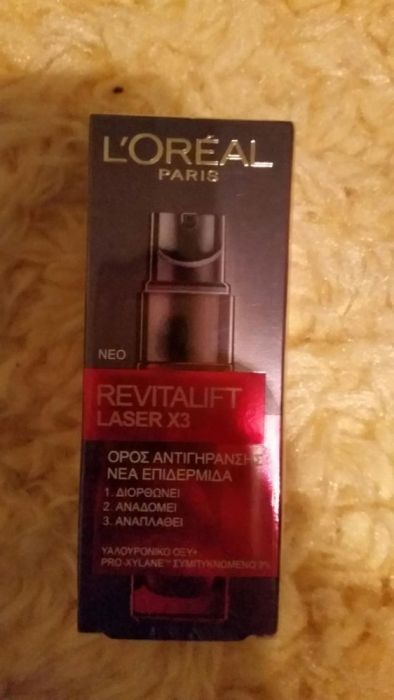 L'ORÉAL
PARIS
ΝΕΟ
REVITALIFT
LASER X3
ΟΡΟΣ ΑΝΤΙΓΗΡΑΝΣΗΣ
ΝΕΑ ΕΠΙΔΕΡΜΙΔΑ
1. ΔΙΟΡΘΩΝΕΙ
2. ΑΝΑΔΟΜΕΙ
3. ΑΝΑΠΛΑΘΕΙ
ΥΑΛΟΥΡΟΝΙΚΟ ΟΞΥ+
PRO-XYLANE™ ΣΥΜΠΥΚΝΩΜΕΝΟ